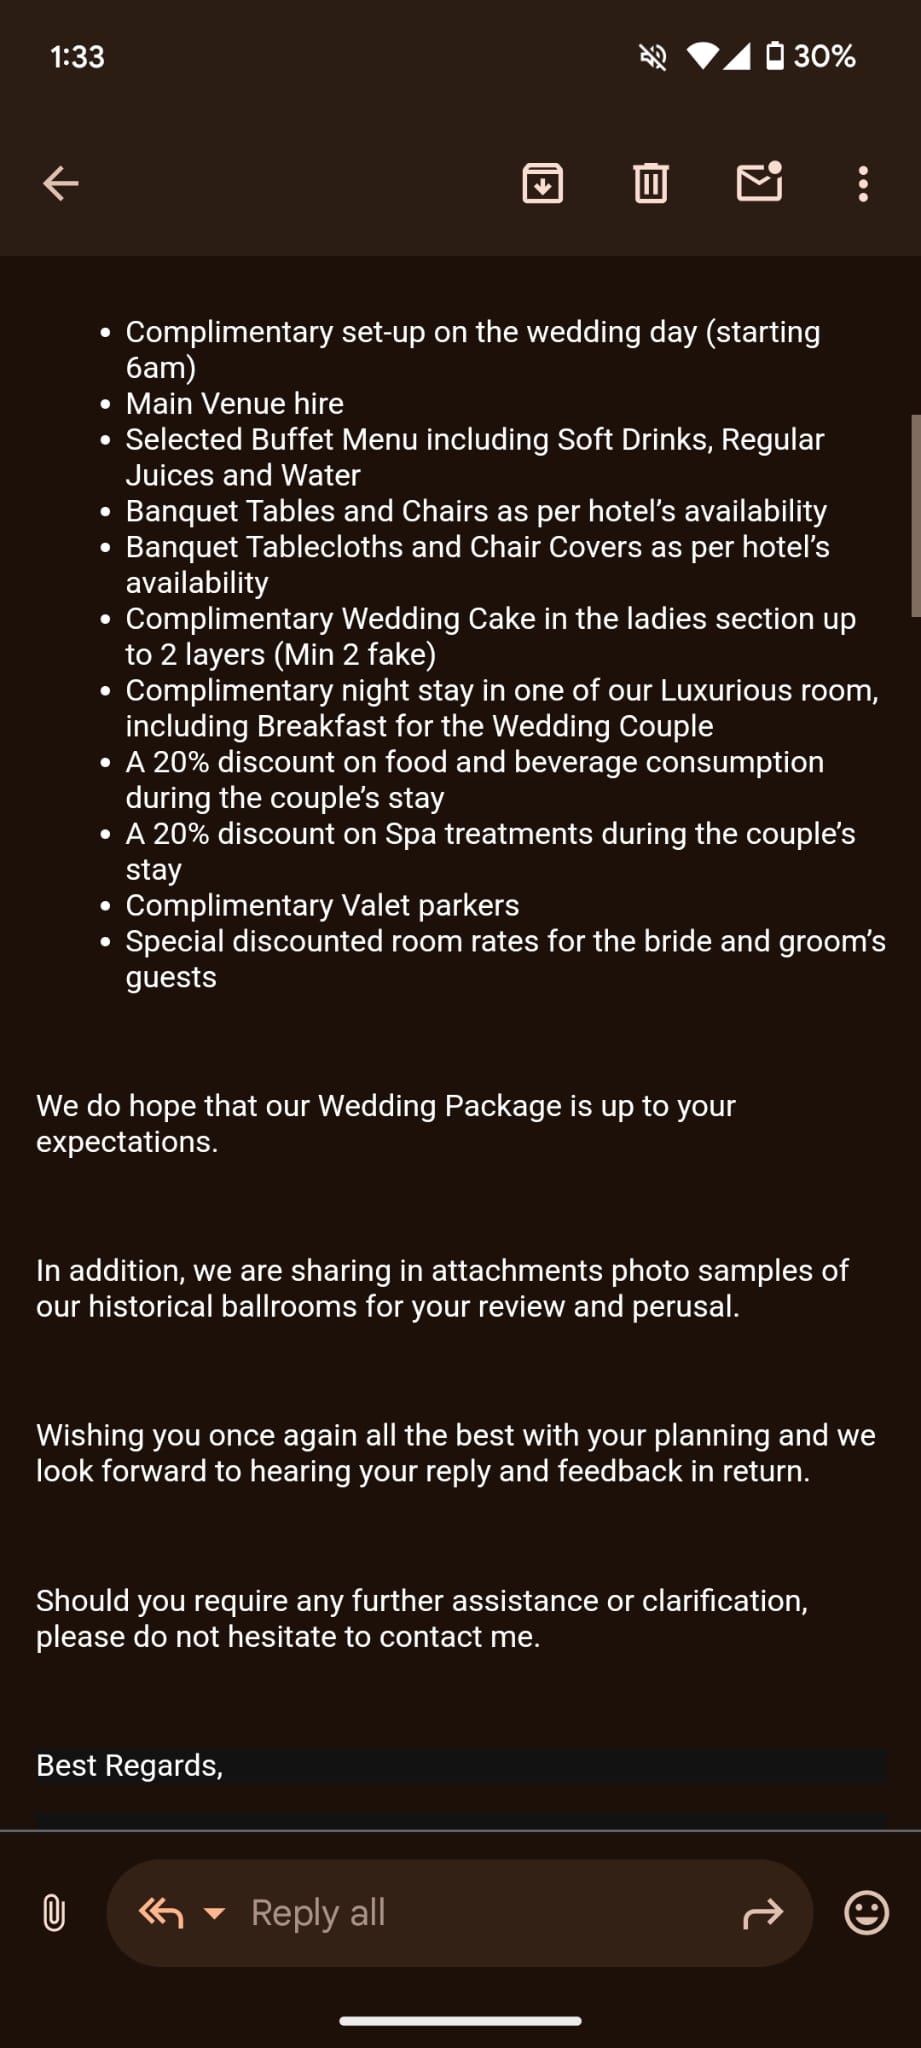 1:33
30%
• Complimentary set-up on the wedding day (starting
6am)
• Main Venue hire
• Selected Buffet Menu including Soft Drinks, Regular
Juices and Water
• Banquet Tables and Chairs as per hotel’s availability
• Banquet Tablecloths and Chair Covers as per hotel’s
availability
• Complimentary Wedding Cake in the ladies section up
to 2 layers (Min 2 fake)
• Complimentary night stay in one of our Luxurious room,
including Breakfast for the Wedding Couple
• A 20% discount on food and beverage consumption
during the couple’s stay
• A 20% discount on Spa treatments during the couple’s
stay
• Complimentary Valet parkers
• Special discounted room rates for the bride and groom’s
guests
We do hope that our Wedding Package is up to your
expectations.
In addition, we are sharing in attachments photo samples of
our historical ballrooms for your review and perusal.
Wishing you once again all the best with your planning and we
look forward to hearing your reply and feedback in return.
Should you require any further assistance or clarification,
please do not hesitate to contact me.
Best Regards,
Reply all